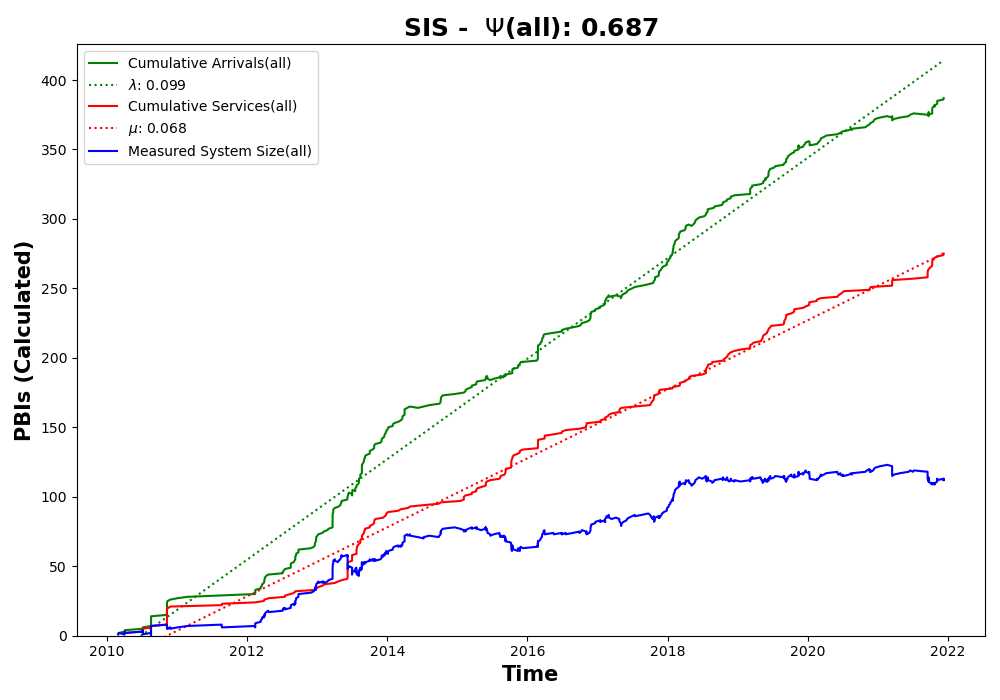 SIS - Ψ(all): 0.687
Cumulative Arrivals(all)
λ: 0.099
Cumulative Services(all)
μ: 0.068
Measured System Size(all)
PBIs (Calculated)
400
350
300
250
200
150
100
50
0
2010 2012 2014 2016 2018 2020 2022
Time